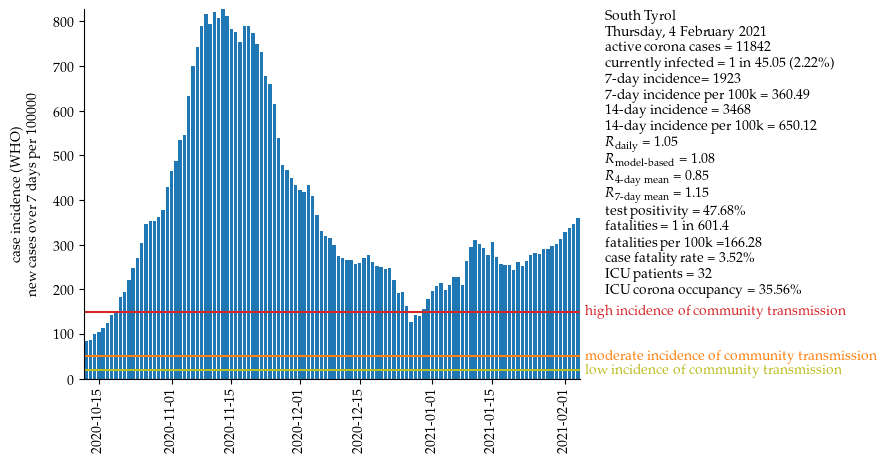 South Tyrol
Thursday, 4 February 2021
active corona cases = 11842
currently infected = 1 in 45.05 (2.22%)
7-day incidence= 1923
7-day incidence per 100k = 360.49
14-day incidence = 3468
14-day incidence per 100k = 650.12
R daily = 1.05
R model-based = 1.08
R 4-day mean = 0.85
R 7-day mean = 1.15
test positivity = 47.68%
fatalities = 1 in 601.4
fatalities per 100k =166.28
case fatality rate = 3.52%
ICU patients = 32
ICU corona occupancy = 35.56%
high incidence of community transmission
moderate incidence of community transmission
low incidence of community transmission
case incidence (WHO)
new cases over 7 days per 100000
800
700
600
500
400
300
200
100
0
2020-10-15
2020-11-01
2020-11-15
2020-12-01
2020-12-15
2021-01-01
2021-01-15
2021-02-01